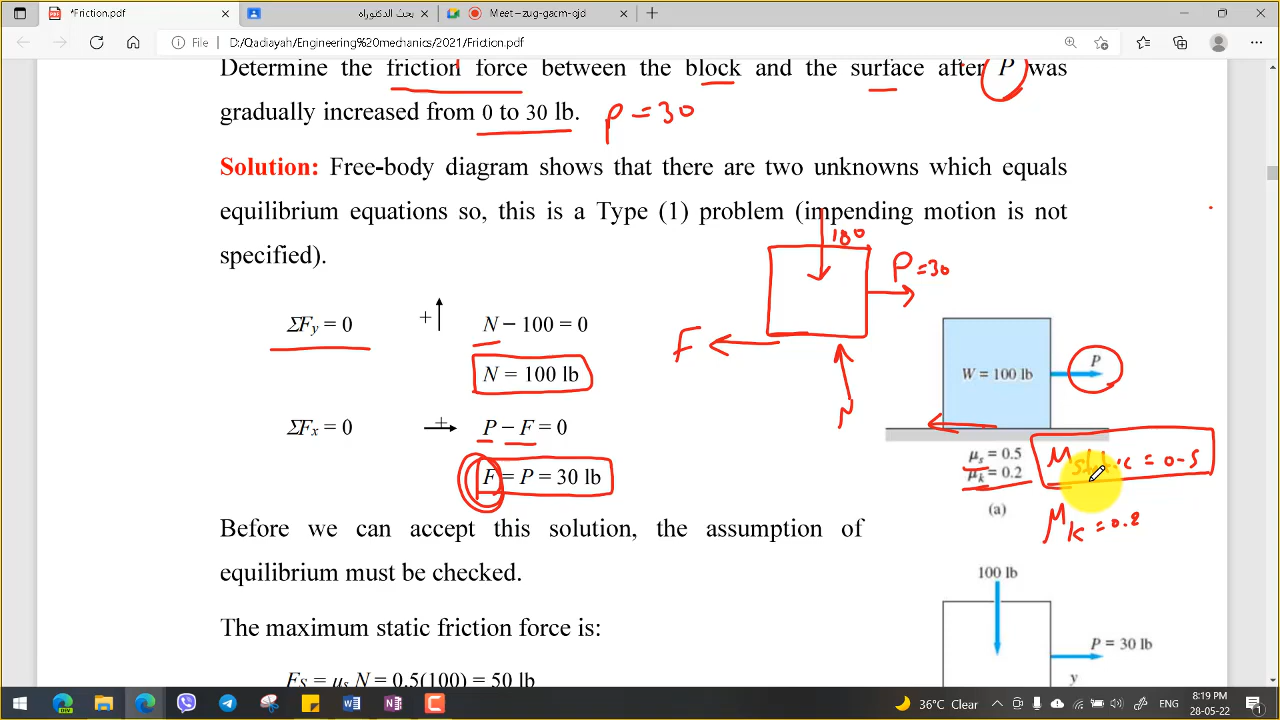 *Friction.pdf
بحث الدكتوراه
Meet-zug-gacm-qjd
File
D:/Qadiayah/Engineering%20mechanics/2021/Friction.pdf
Determine the friction force between the block and the surface after P was
gradually increased from 0 to 30 lb.
P = 30
Solution: Free-body diagram shows that there are two unknowns which equals
equilibrium equations so, this is a Type (1) problem (impending motion is not
specified).
180
P = 30
F
N
ΣFy = 0
+
N − 100 = 0
N = 100 lb
ΣFx = 0
+
P − F = 0
F = P = 30 lb
W = 100 lb
P
μs = 0.5
μk = 0.2
(a)
μ static = 0-5
μk = 0.2
Before we can accept this solution, the assumption of
equilibrium must be checked.
100 lb
The maximum static friction force is:
P = 30 lb
y
FS = μs N = 0.5(100) = 50 lb
36°C Clear
ENG
8:19 PM
28-05-22
1